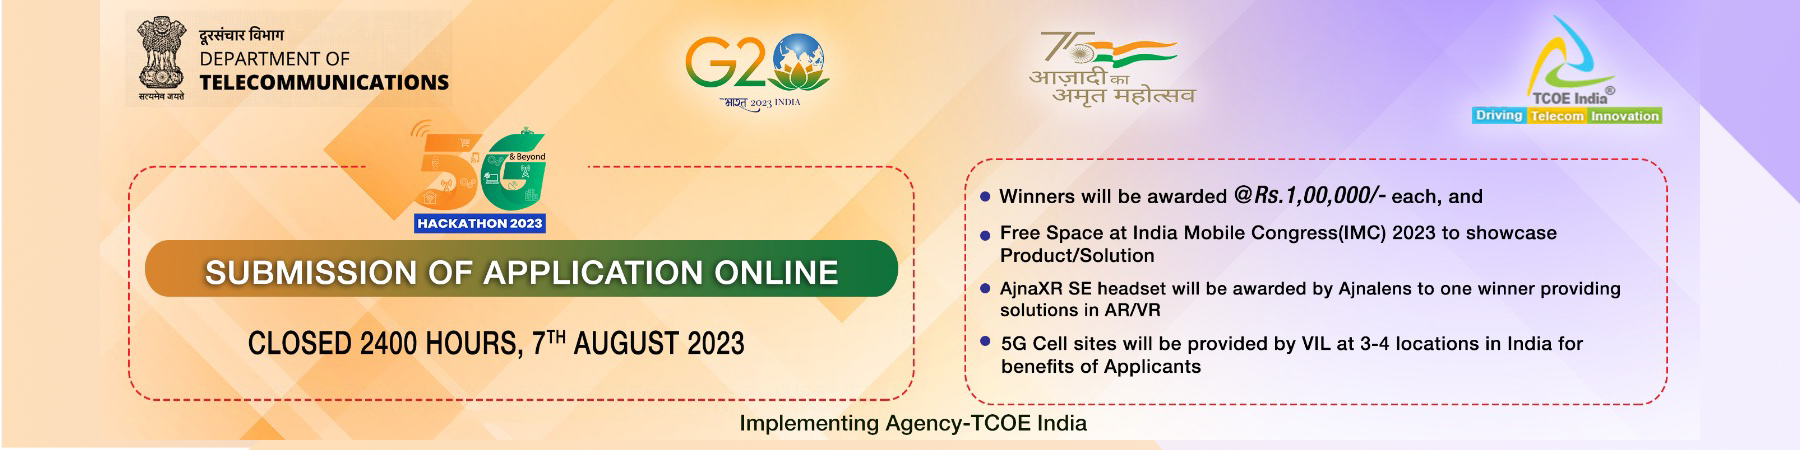 दूरसंचार विभाग
DEPARTMENT OF
TELECOMMUNICATIONS
सत्यमेव जयते
G20
भारत 2023 INDIA
75
आज़ादी का
अमृत महोत्सव
TCOE India®
Driving Telecom Innovation
5G
& Beyond
HACKATHON 2023
SUBMISSION OF APPLICATION ONLINE
CLOSED 2400 HOURS, 7TH AUGUST 2023
• Winners will be awarded @Rs.1,00,000/- each, and
• Free Space at India Mobile Congress(IMC) 2023 to showcase
Product/Solution
• AjnaXR SE headset will be awarded by Ajnalens to one winner providing
solutions in AR/VR
• 5G Cell sites will be provided by VIL at 3-4 locations in India for
benefits of Applicants
Implementing Agency-TCOE India